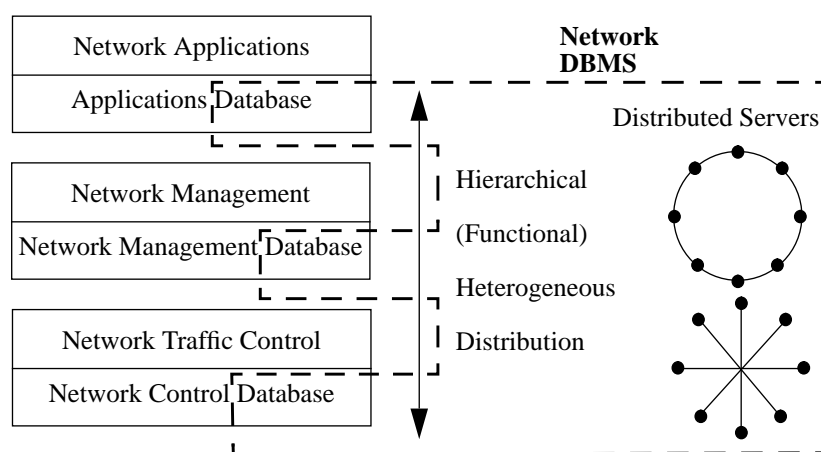 Network Applications
Applications Database
Network Management
Network Management Database
Network Traffic Control
Network Control Database
Hierarchical
(Functional)
Heterogeneous
Distribution
Network
DBMS
Distributed Servers